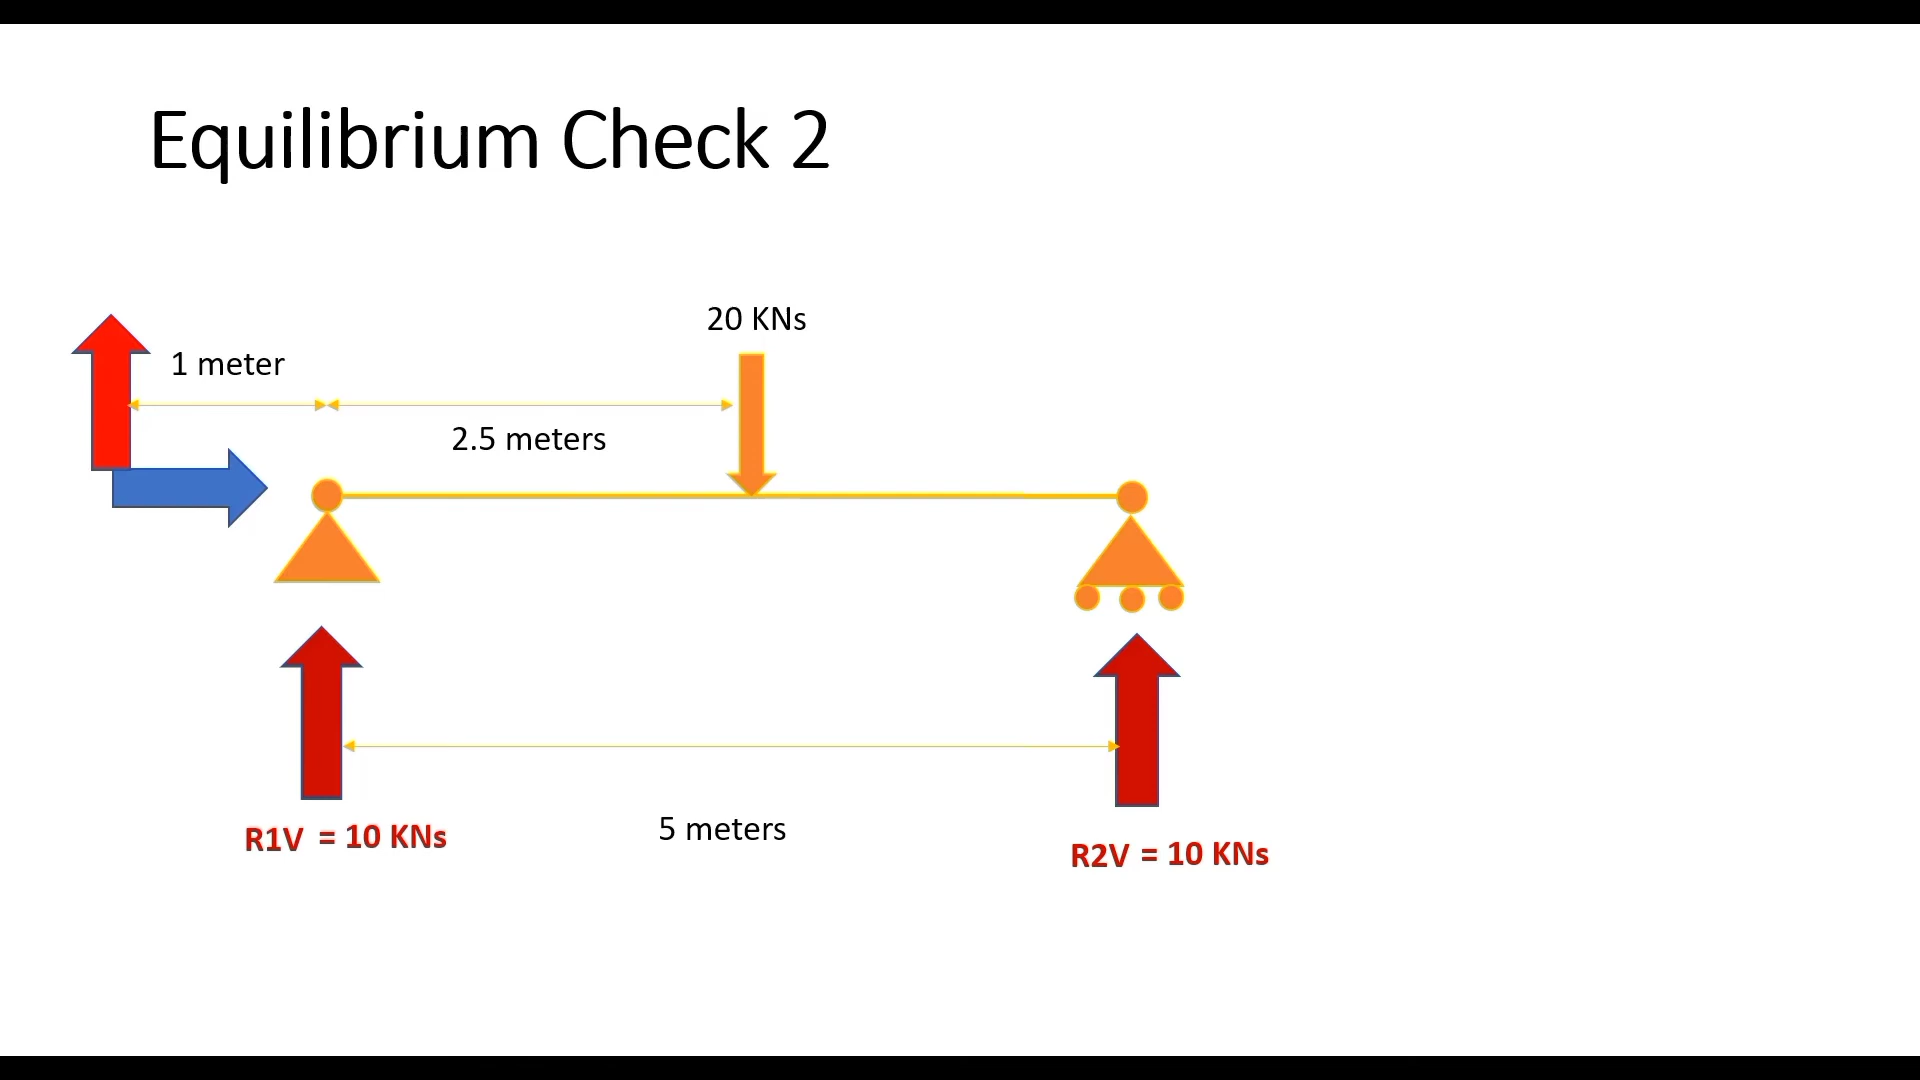 Equilibrium Check 2
20 KNs
1 meter
2.5 meters
R1V = 10 KNs
5 meters
R2V = 10 KNs